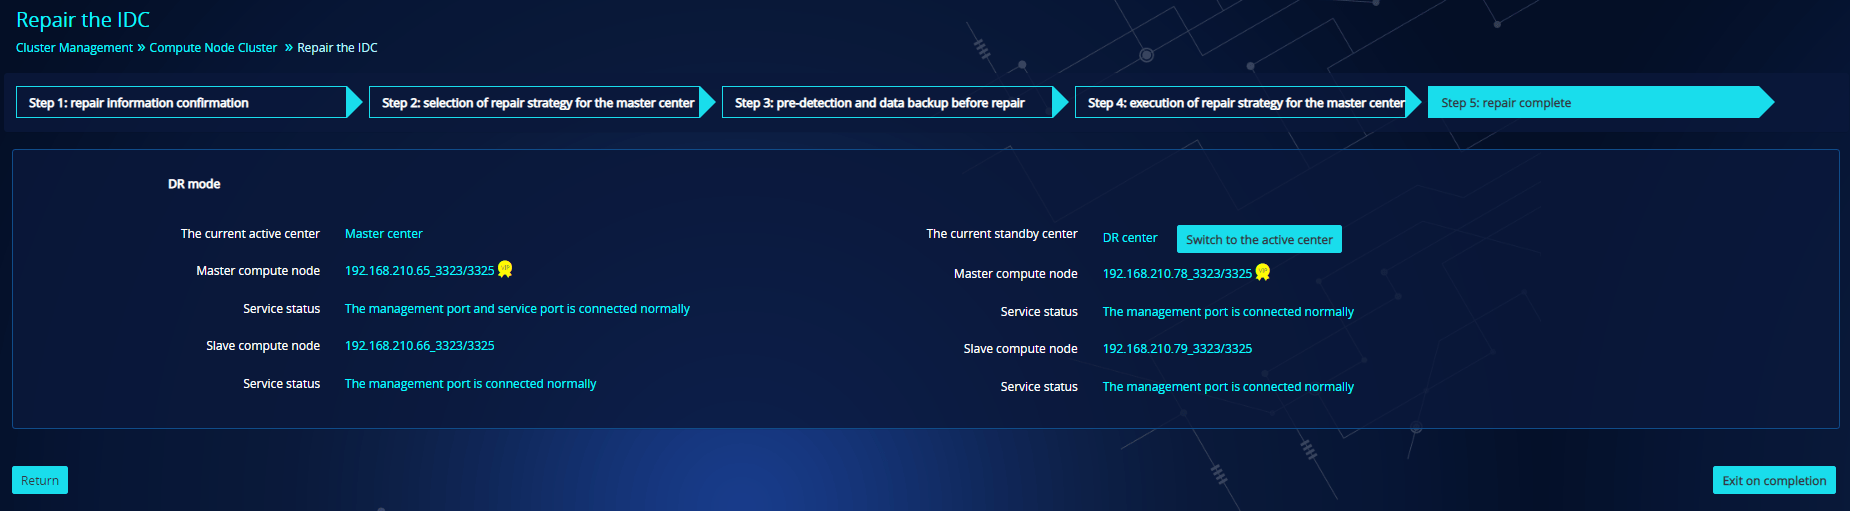 Repair the IDC
Cluster Management » Compute Node Cluster » Repair the IDC
Step 1: repair information confirmation
Step 2: selection of repair strategy for the master center
Step 3: pre-detection and data backup before repair
Step 4: execution of repair strategy for the master center
Step 5: repair complete
DR mode
The current active center Master center
Master compute node 192.168.210.65_3323/3325 VIP
Service status The management port and service port is connected normally
Slave compute node 192.168.210.66_3323/3325
Service status The management port is connected normally
The current standby center DR center Switch to the active center
Master compute node 192.168.210.78_3323/3325 VIP
Service status The management port is connected normally
Slave compute node 192.168.210.79_3323/3325
Service status The management port is connected normally
Return
Exit on completion